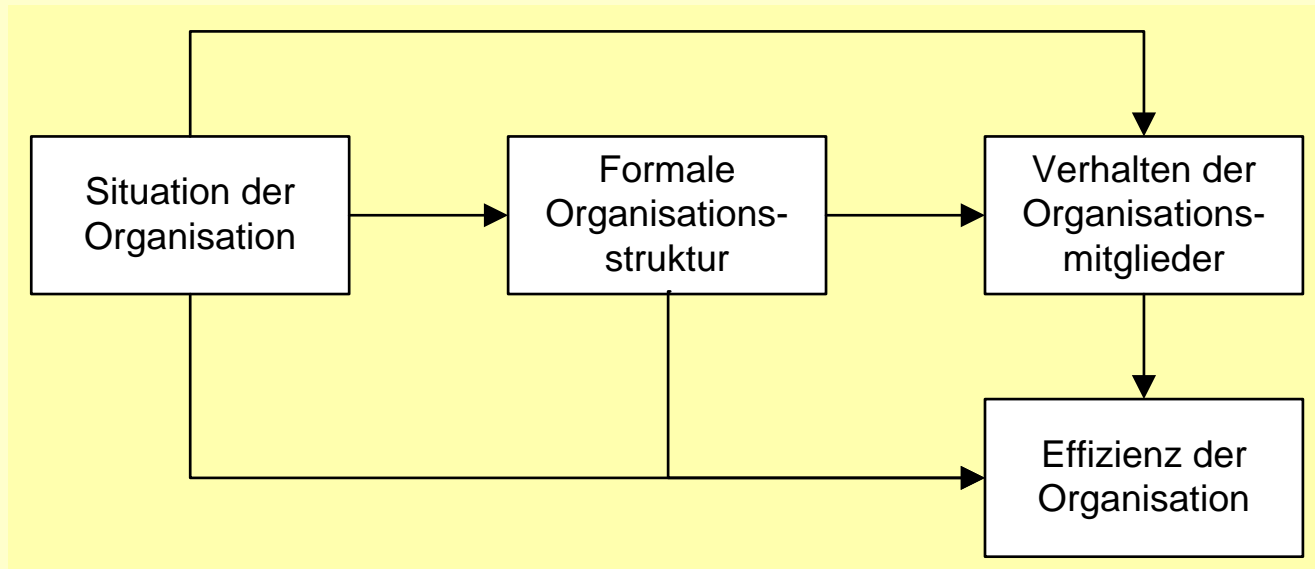 Situation der
Organisation
Formale
Organisations-
struktur
Verhalten der
Organisations-
mitglieder
Effizienz der
Organisation